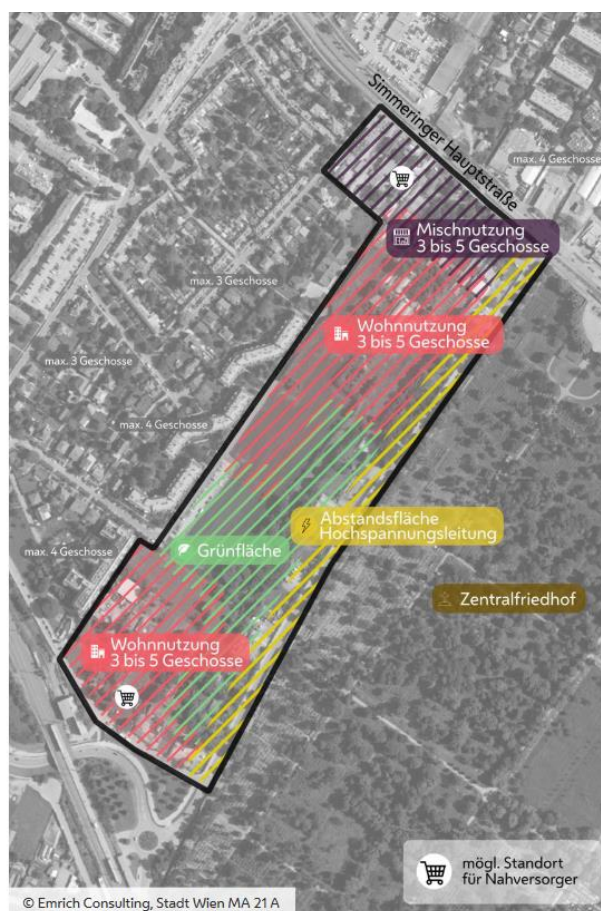 Simmeringer Hauptstraße
max. 4 Geschosse
Mischnutzung
3 bis 5 Geschosse
max. 3 Geschosse
Wohnnutzung
3 bis 5 Geschosse
max. 3 Geschosse
max. 4 Geschosse
Abstandsfläche
Hochspannungsleitung
Grünfläche
max. 4 Geschosse
Zentralfriedhof
Wohnnutzung
3 bis 5 Geschosse
mögl. Standort
für Nahversorger
© Emrich Consulting, Stadt Wien MA 21 A